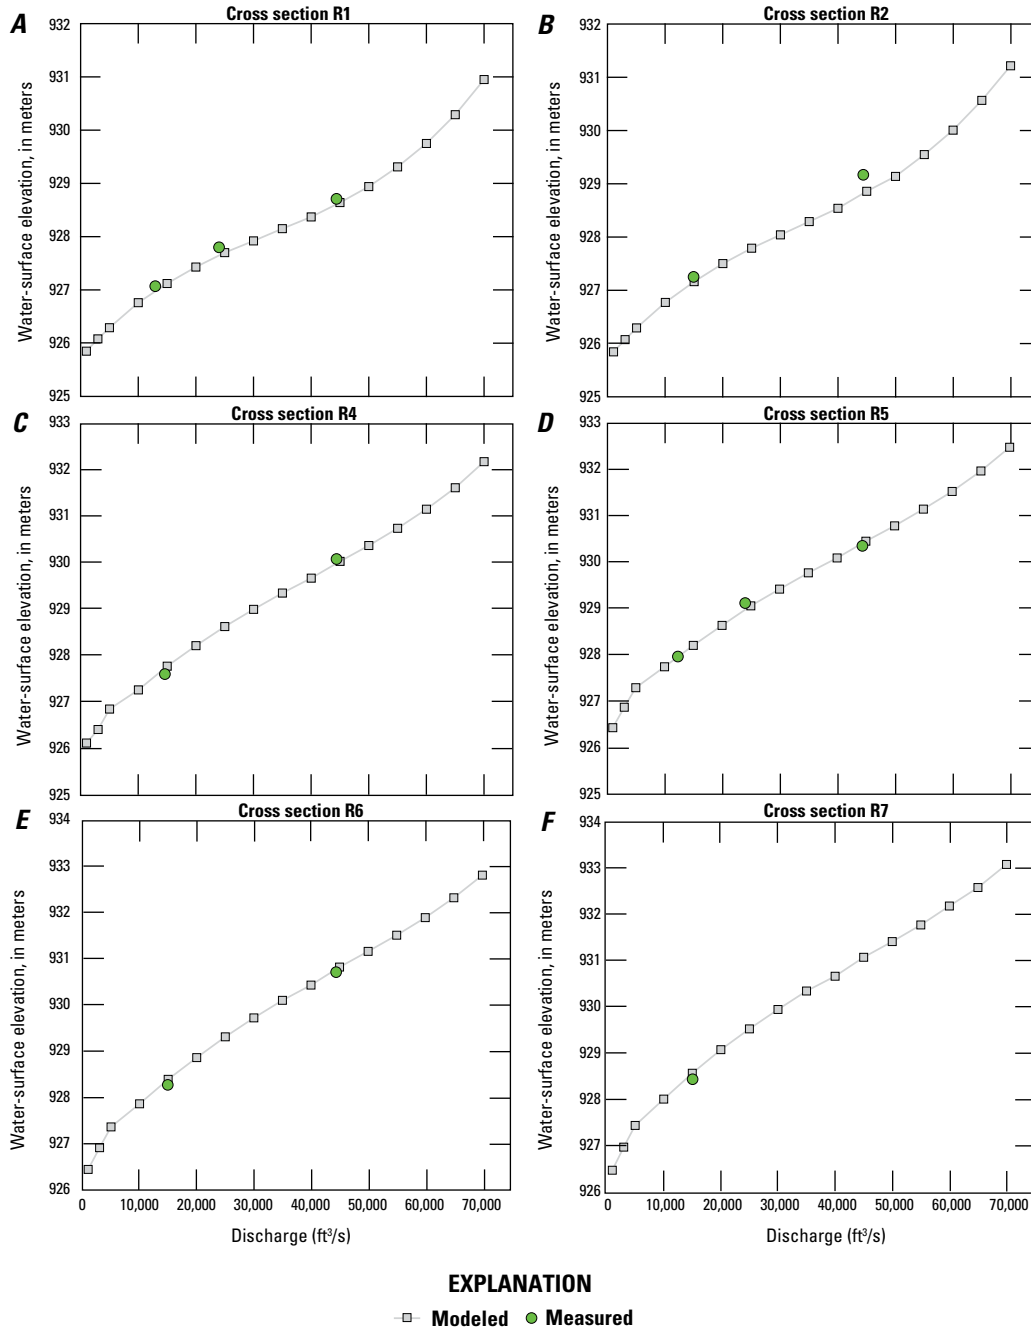 A
Cross section R1
932
931
930
929
928
927
926
925
Water-surface elevation, in meters
B
Cross section R2
932
931
930
929
928
927
926
925
Water-surface elevation, in meters
C
Cross section R4
933
932
931
930
929
928
927
926
925
Water-surface elevation, in meters
D
Cross section R5
933
932
931
930
929
928
927
926
925
Water-surface elevation, in meters
E
Cross section R6
934
933
932
931
930
929
928
927
926
Water-surface elevation, in meters
0 10,000 20,000 30,000 40,000 50,000 60,000 70,000
Discharge (ft³/s)
F
Cross section R7
934
933
932
931
930
929
928
927
926
Water-surface elevation, in meters
0 10,000 20,000 30,000 40,000 50,000 60,000 70,000
Discharge (ft³/s)
EXPLANATION
Modeled Measured